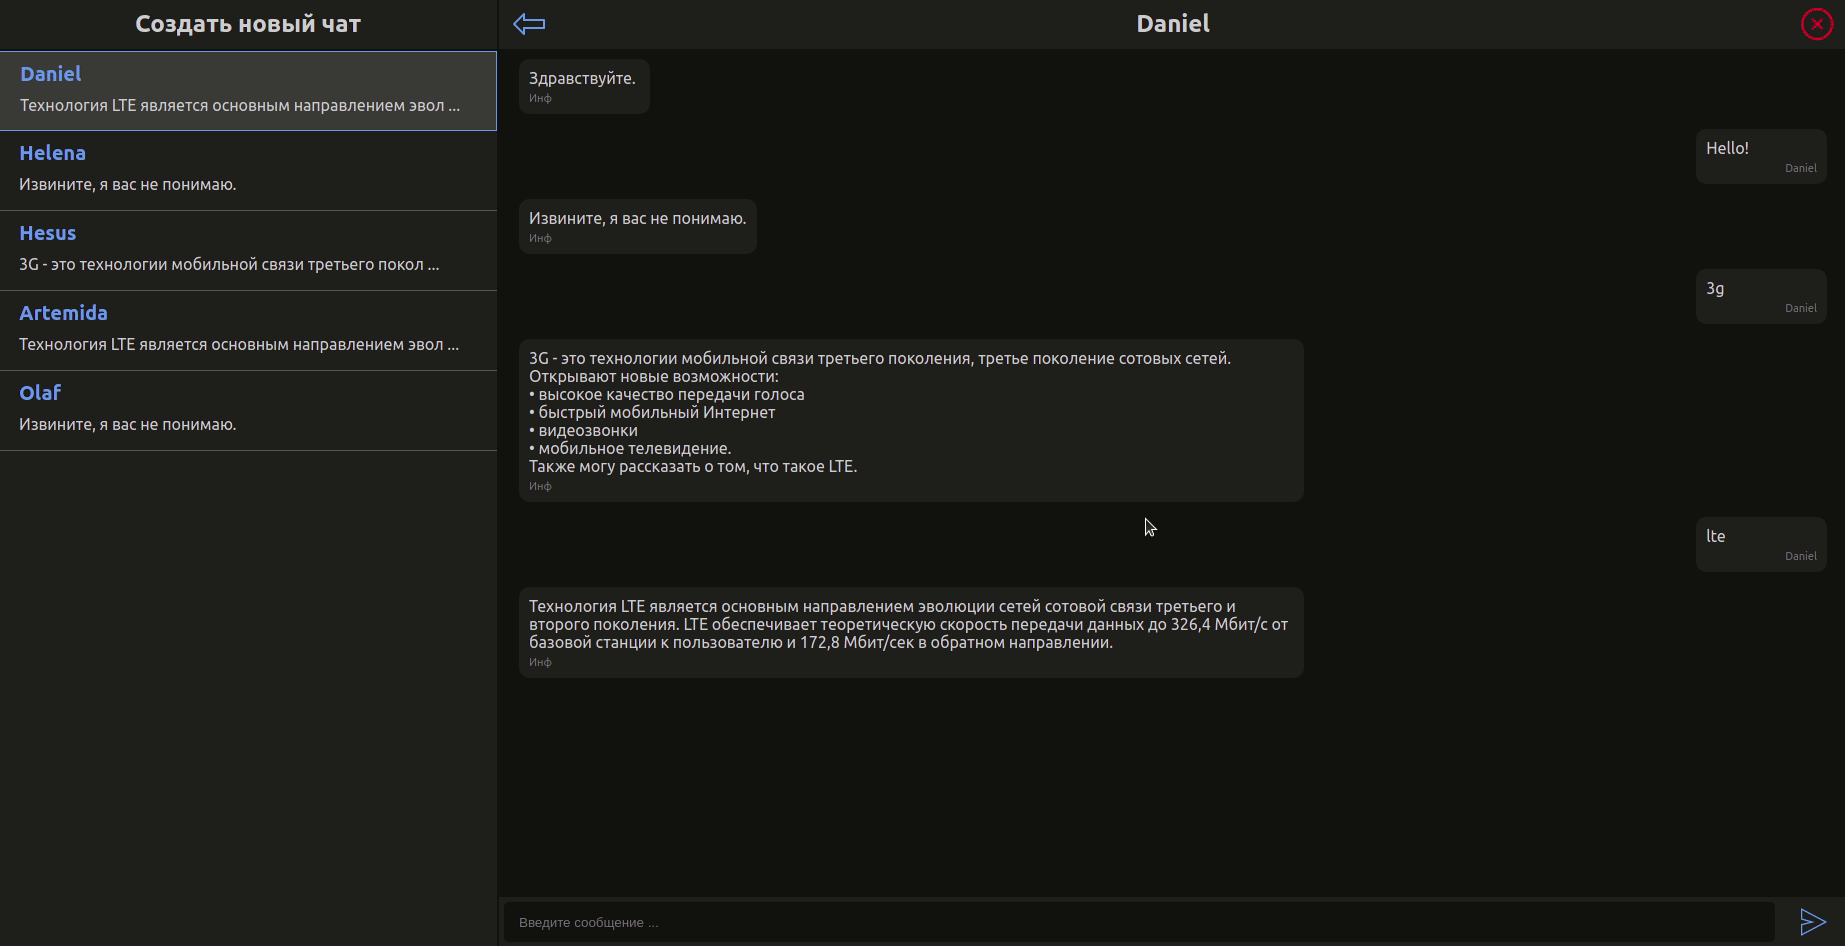 Создать новый чат
Daniel
Технология LTE является основным направлением эвол ...
Helena
Извините, я вас не понимаю.
Hesus
3G - это технологии мобильной связи третьего покол ...
Artemida
Технология LTE является основным направлением эвол ...
Olaf
Извините, я вас не понимаю.
Daniel
Здравствуйте.
Инф
Hello!
Daniel
Извините, я вас не понимаю.
Инф
3g
Daniel
3G - это технологии мобильной связи третьего поколения, третье поколение сотовых сетей.
Открывают новые возможности:
• высокое качество передачи голоса
• быстрый мобильный Интернет
• видеозвонки
• мобильное телевидение.
Также могу рассказать о том, что такое LTE.
Инф
lte
Daniel
Технология LTE является основным направлением эволюции сетей сотовой связи третьего и
второго поколения. LTE обеспечивает теоретическую скорость передачи данных до 326,4 Мбит/с от
базовой станции к пользователю и 172,8 Мбит/сек в обратном направлении.
Инф
Введите сообщение ...